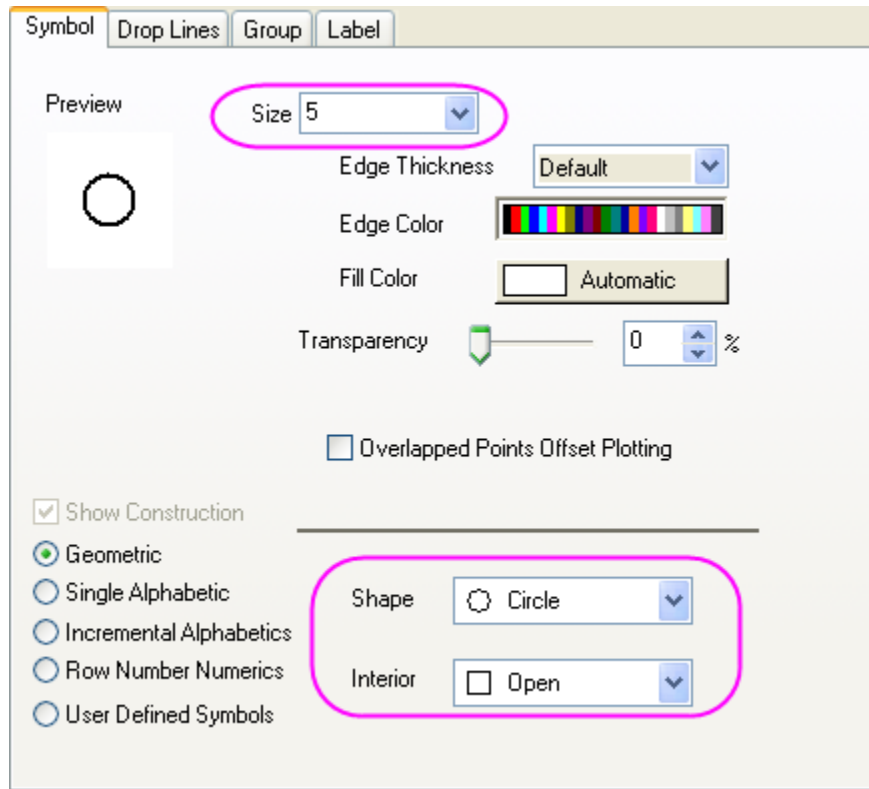 Symbol Drop Lines Group Label
Preview
Size 5
Edge Thickness Default
Edge Color
Fill Color Automatic
Transparency 0 %
Overlapped Points Offset Plotting
Show Construction
Geometric
Single Alphabetic
Incremental Alphabetics
Row Number Numerics
User Defined Symbols
Shape Circle
Interior Open